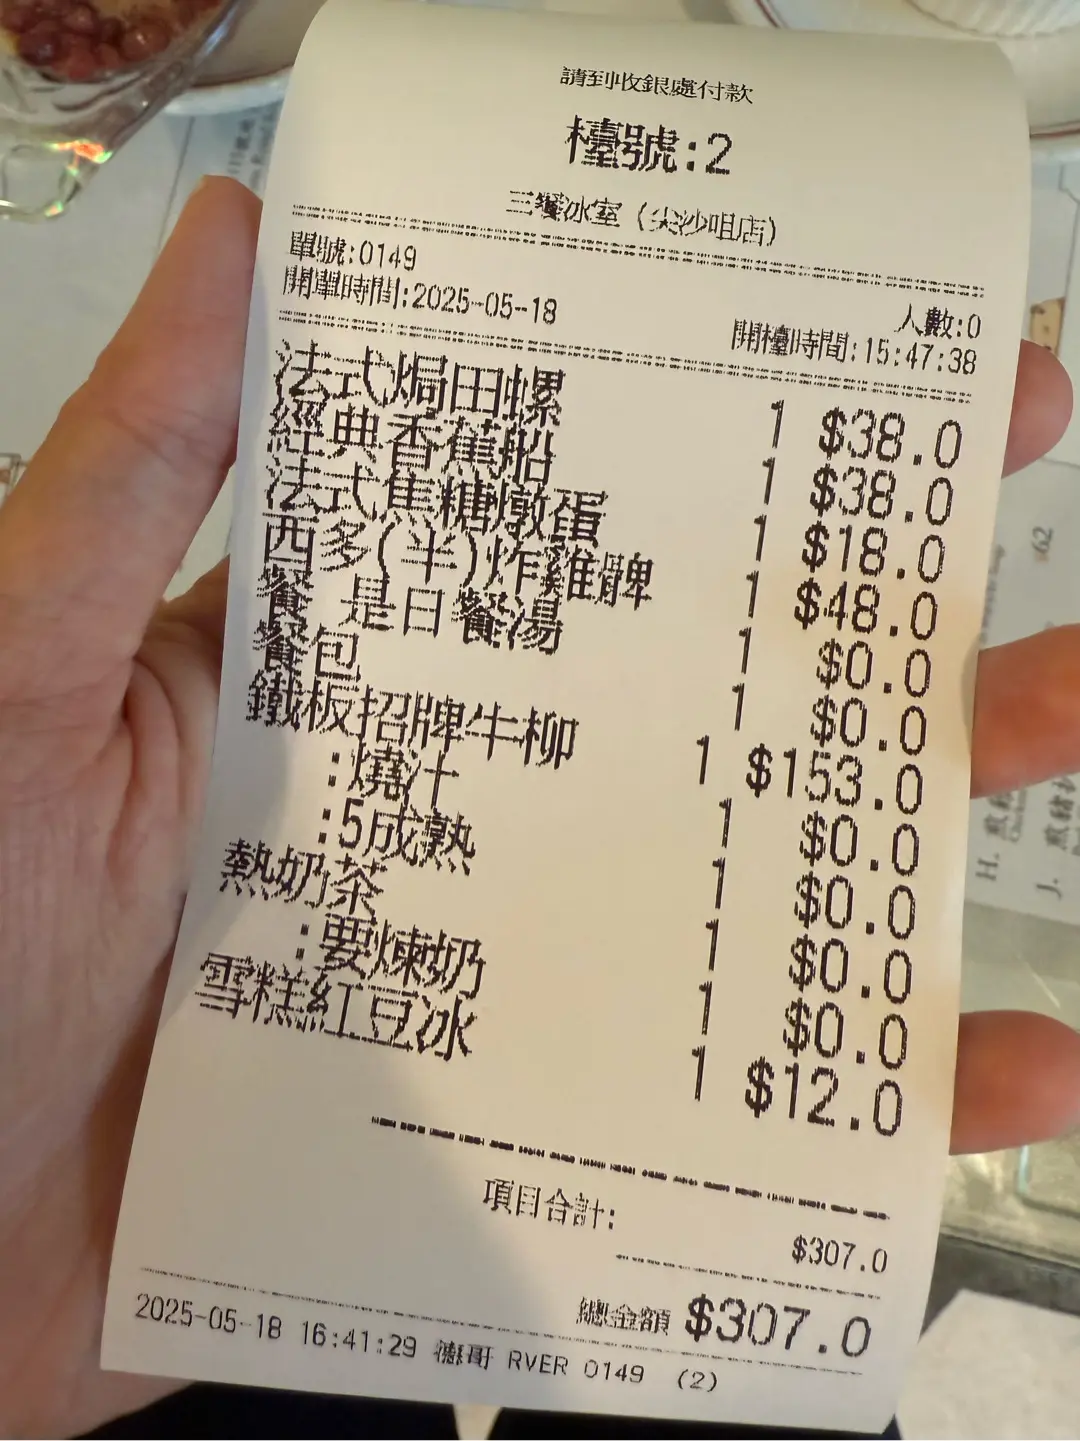 請到收銀處付款
檯號:2
三餐冰室 (尖沙咀店)
單號:0149
人數:0
開單時間:2025-05-18
開檯時間:15:47:38
法式焗田螺 1 $38.0
經典香蕉船 1 $38.0
法式焦糖燉蛋 1 $18.0
西多(半)炸雞髀 1 $48.0
餐 是日餐湯 1 $0.0
餐包 1 $0.0
鐵板招牌牛柳 1 $153.0
:燒汁 1 $0.0
:5成熟 1 $0.0
熱奶茶 1 $0.0
:要煉奶 1 $0.0
雪糕紅豆冰 1 $12.0
項目合計:
$307.0
總金額 $307.0
2025-05-18 16:41:29 RVER 0149 (2)
62
H. 煎
J. 煎豬